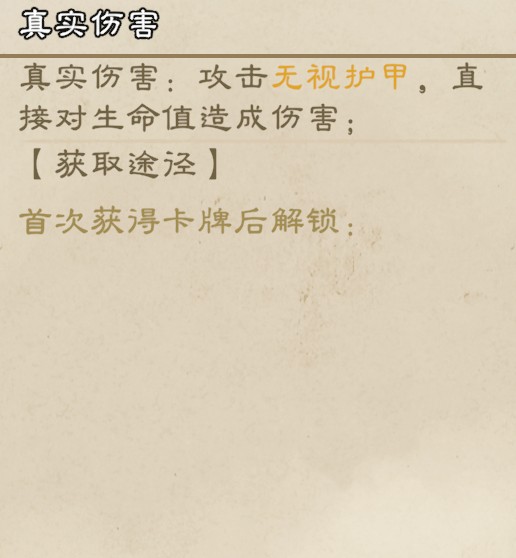 真实伤害
真实伤害：攻击无视护甲，直
接对生命值造成伤害；
【获取途径】
首次获得卡牌后解锁；